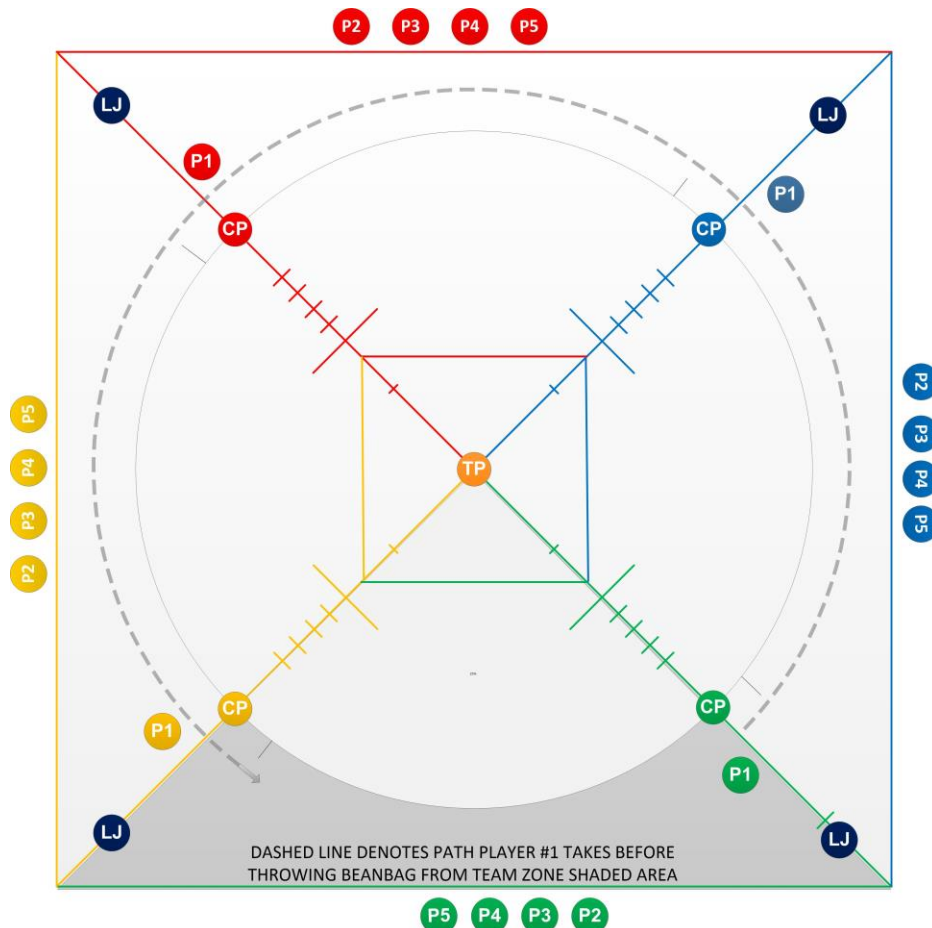 P2 P3 P4 P5
LJ
LJ
P1
P1
CP
CP
P2
P3
P4
P5
P5
P4
P3
P2
TP
CP
CP
P1
P1
LJ
LJ
DASHED LINE DENOTES PATH PLAYER #1 TAKES BEFORE
THROWING BEANBAG FROM TEAM ZONE SHADED AREA
P5 P4 P3 P2